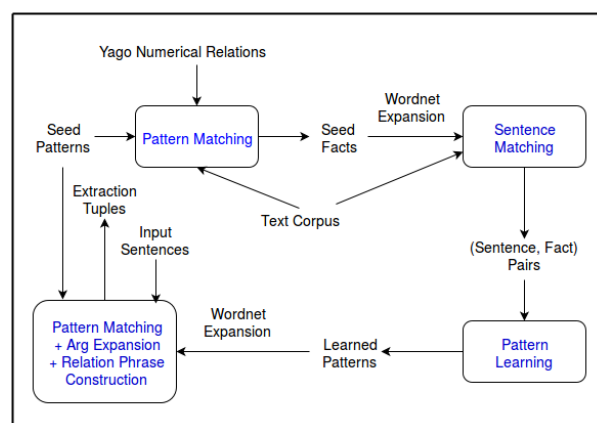 Yago Numerical Relations
Seed
Patterns
Pattern Matching
Seed
Facts
Wordnet
Expansion
Sentence
Matching
Text Corpus
(Sentence, Fact)
Pairs
Extraction
Tuples
Input
Sentences
Pattern Matching
+ Arg Expansion
+ Relation Phrase
Construction
Wordnet
Expansion
Learned
Patterns
Pattern
Learning